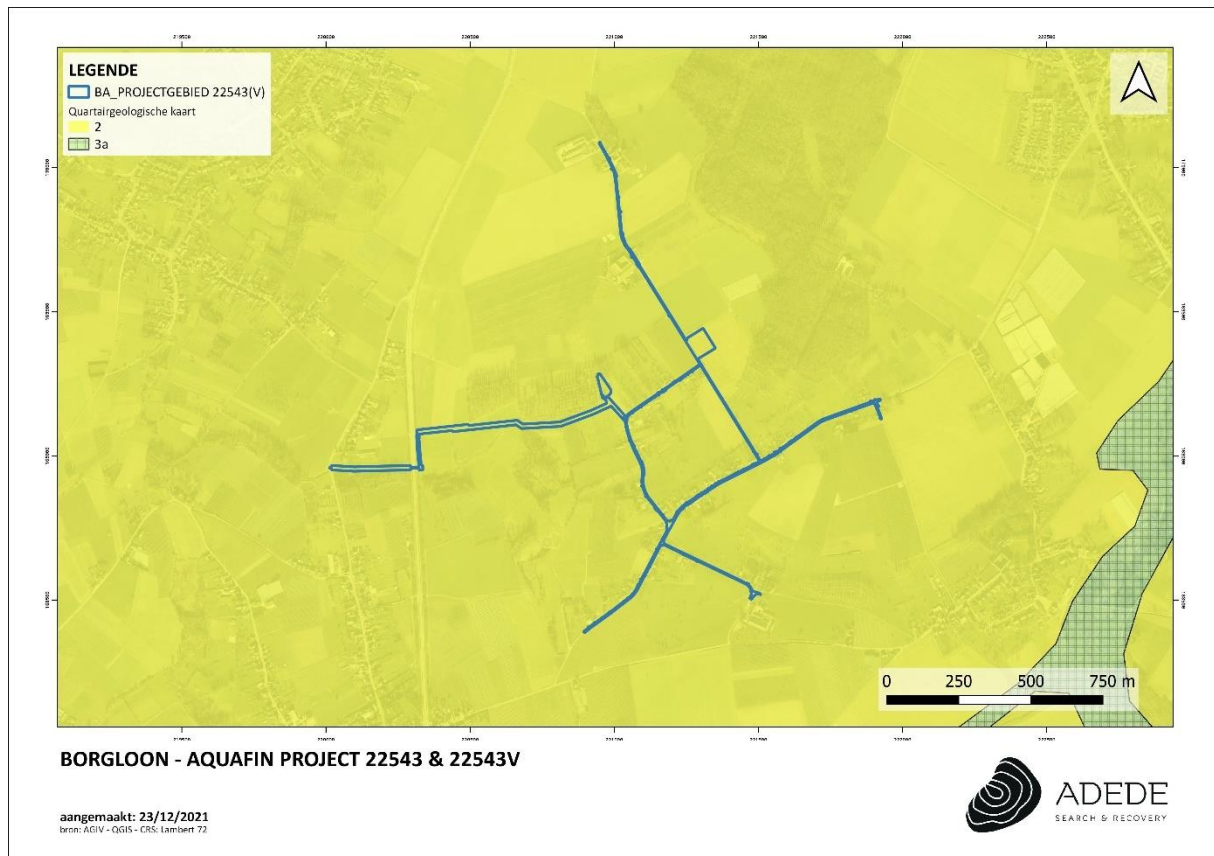 LEGENDE
BA_PROJECTGEBIED 22543(V)
Quartairgeologische kaart
2
3a
0 250 500 750 m
BORGLOON - AQUAFIN PROJECT 22543 & 22543V
aangemaakt: 23/12/2021
bron: AGIV - QGIS - CRS: Lambert 72
ADEDE
SEARCH & RECOVERY